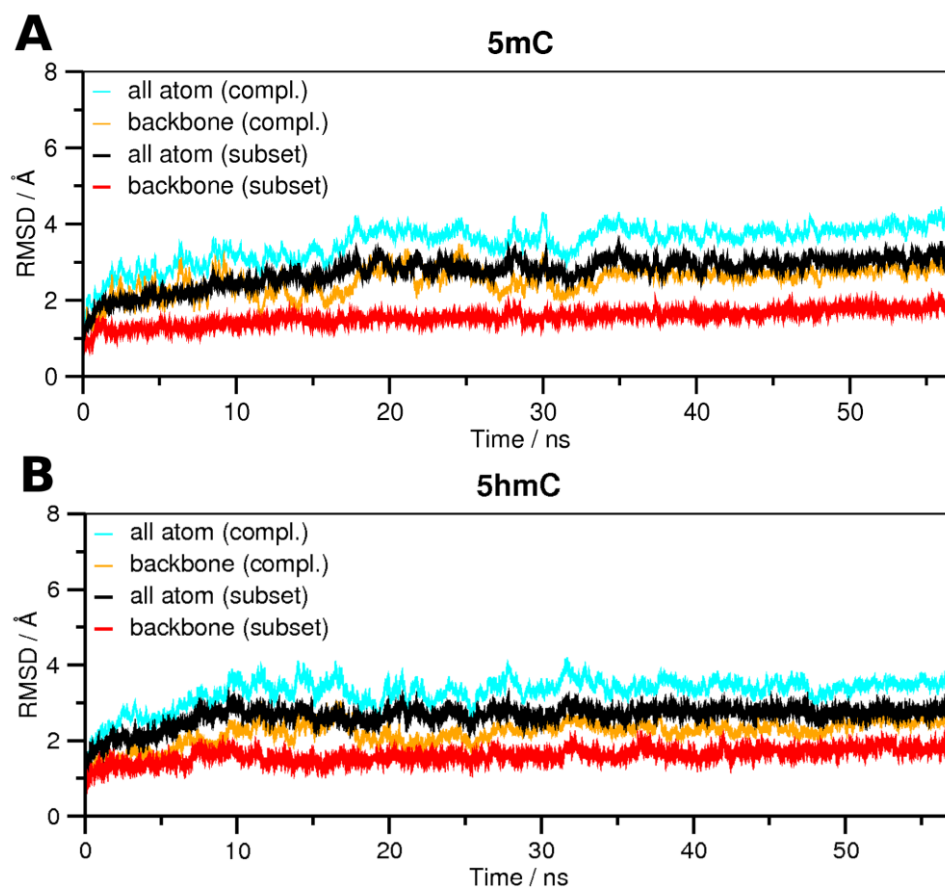 A
5mC
8
all atom (compl.)
backbone (compl.)
6
all atom (subset)
backbone (subset)
RMSD / Å
4
2
0
0 10 20 30 40 50
Time / ns
B
5hmC
8
all atom (compl.)
backbone (compl.)
6
all atom (subset)
backbone (subset)
RMSD / Å
4
2
0
0 10 20 30 40 50
Time / ns